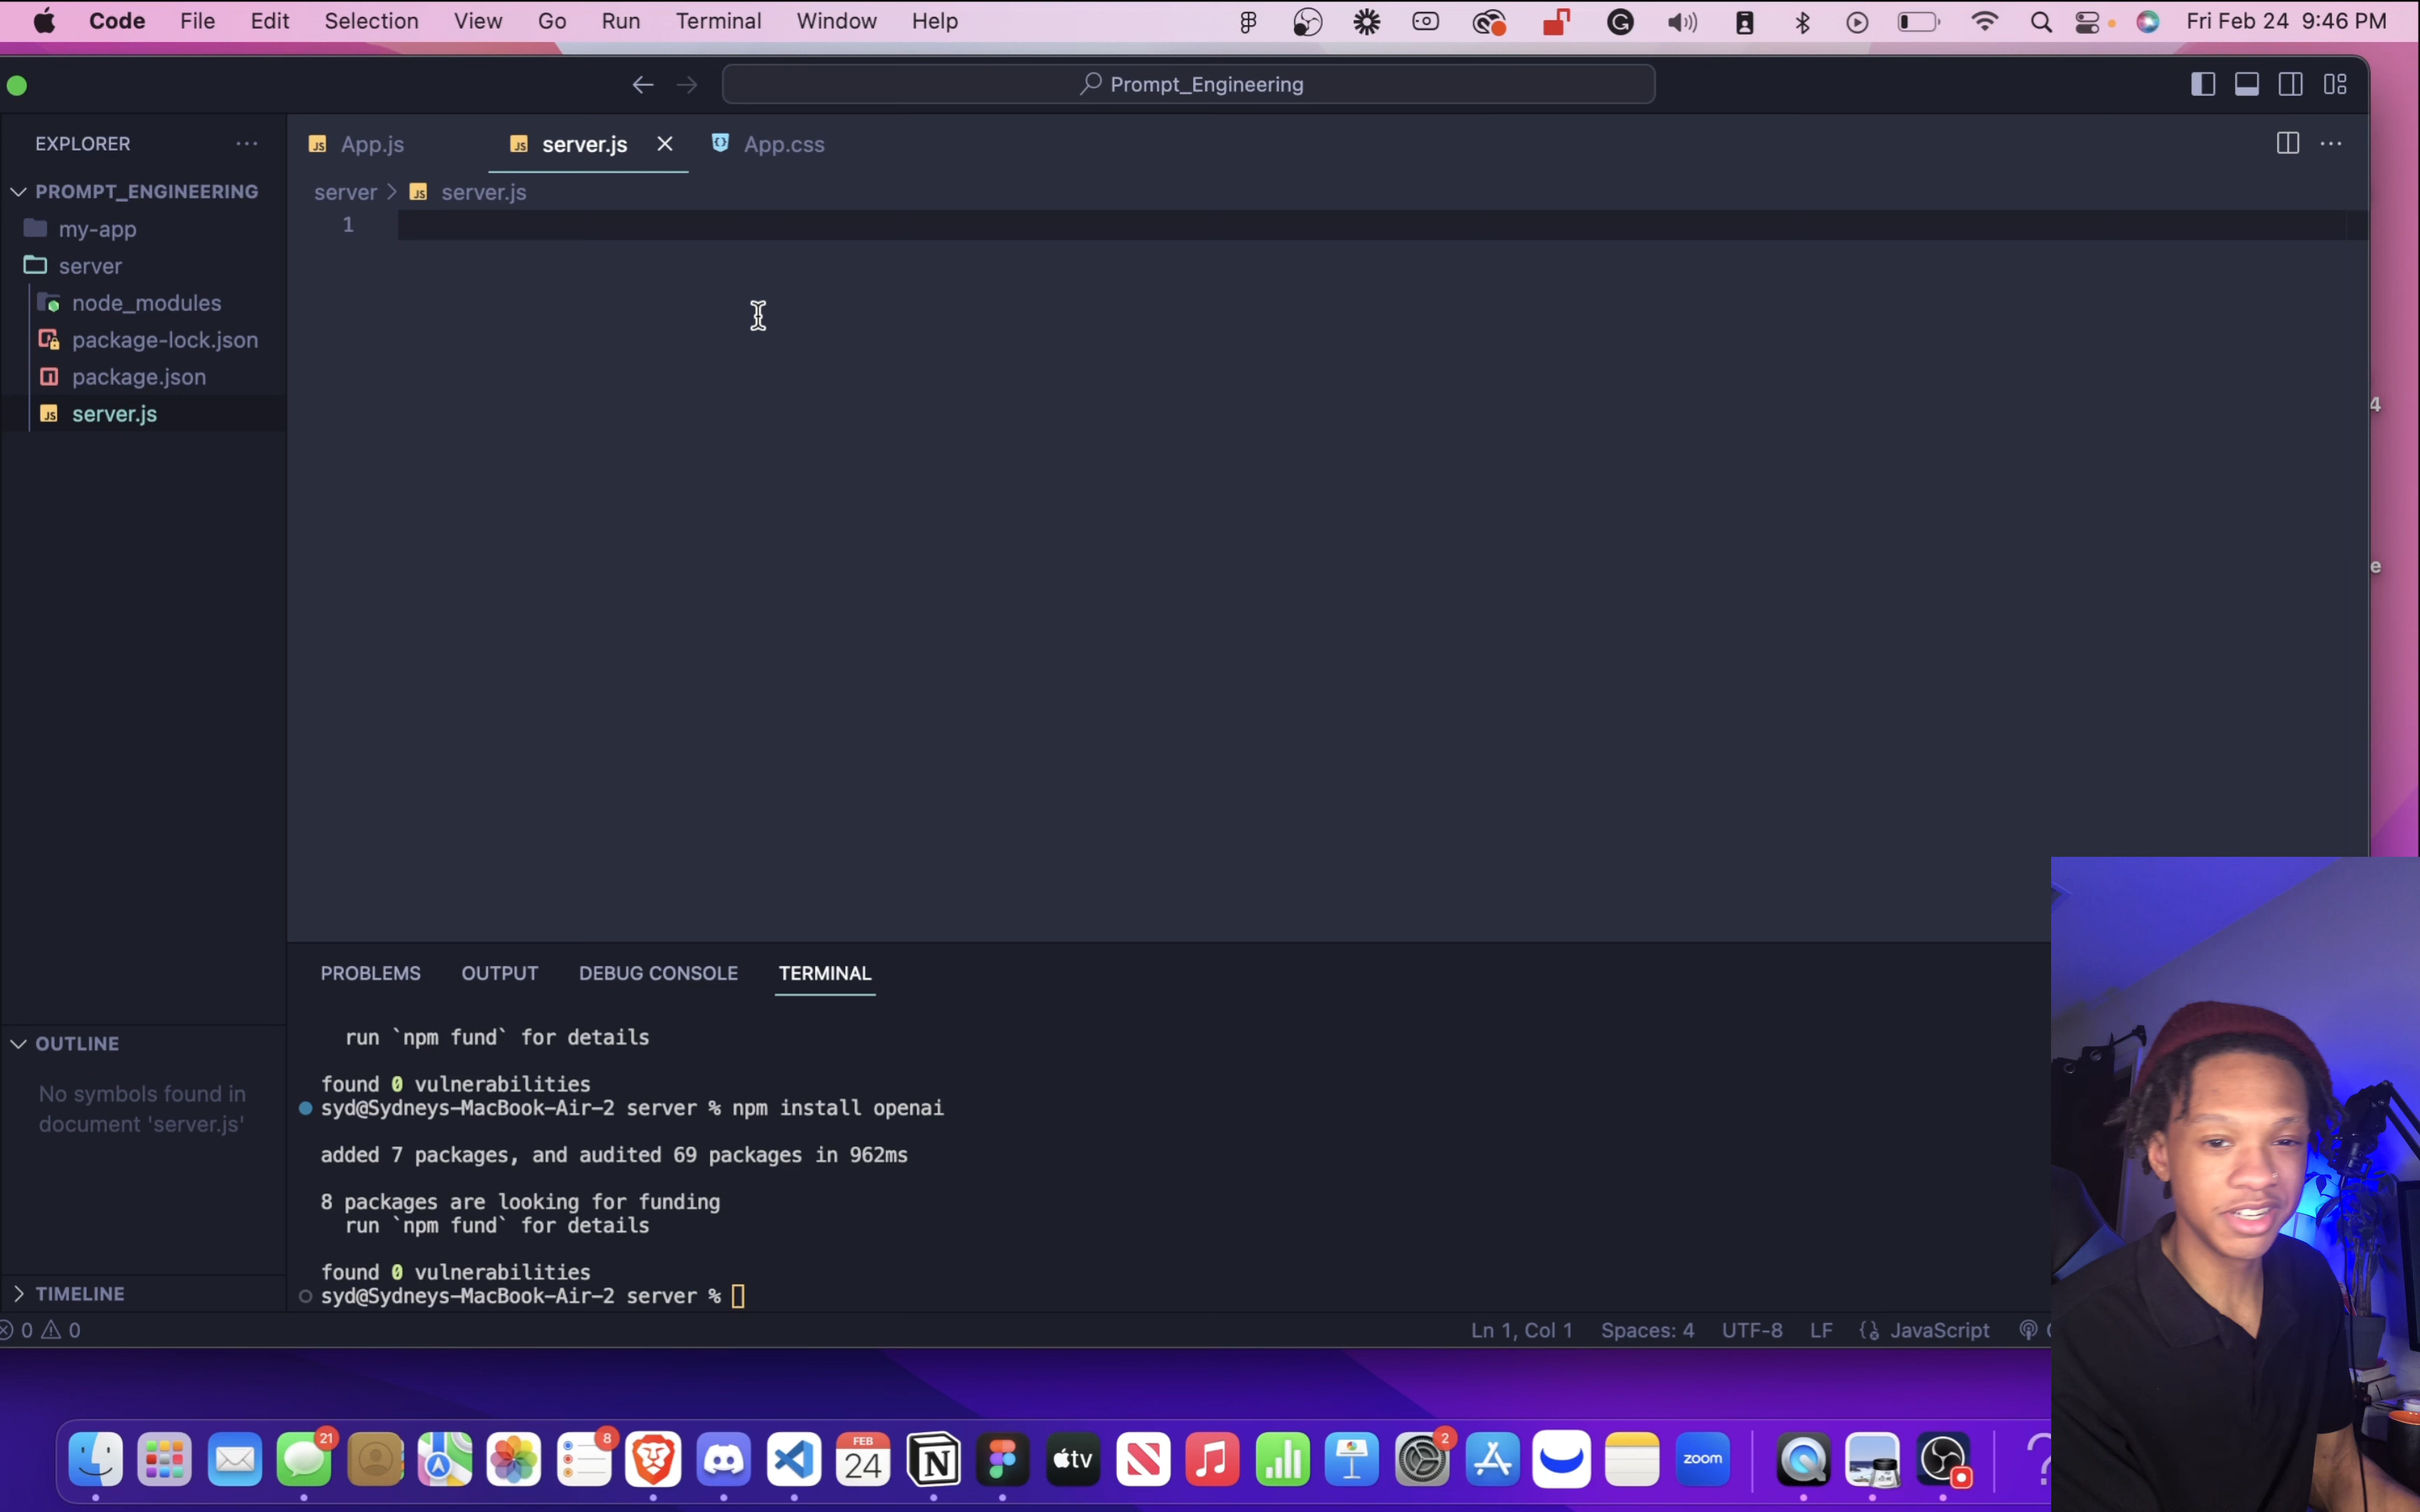 Code File Edit Selection View Go Run Terminal Window Help Fri Feb 24 9:46 PM
Prompt_Engineering
EXPLORER
App.js server.js App.css
PROMPT_ENGINEERING
server > server.js
my-app
1
server
node_modules
package-lock.json
package.json
4
server.js
e
PROBLEMS OUTPUT DEBUG CONSOLE TERMINAL
run `npm fund` for details
OUTLINE
No symbols found in
document 'server.js'
found 0 vulnerabilities
syd@Sydneys-MacBook-Air-2 server % npm install openai
added 7 packages, and audited 69 packages in 962ms
8 packages are looking for funding
run `npm fund` for details
found 0 vulnerabilities
TIMELINE
syd@Sydneys-MacBook-Air-2 server %
0 0 Ln 1, Col 1 Spaces: 4 UTF-8 LF JavaScript
21 8 FEB 24 tv 2 zoom